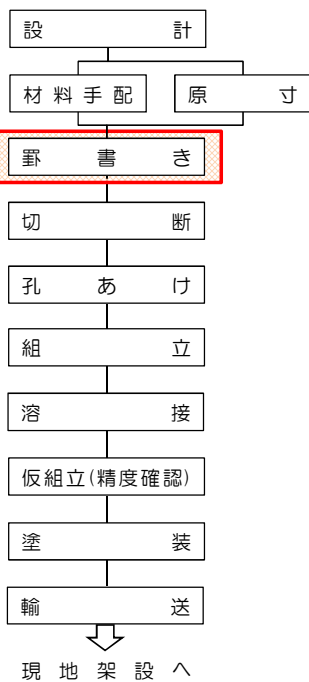 設計
材料手配 原寸
罫書き
切断
孔あけ
組立
溶接
仮組立(精度確認)
塗装
輸送
現地架設へ